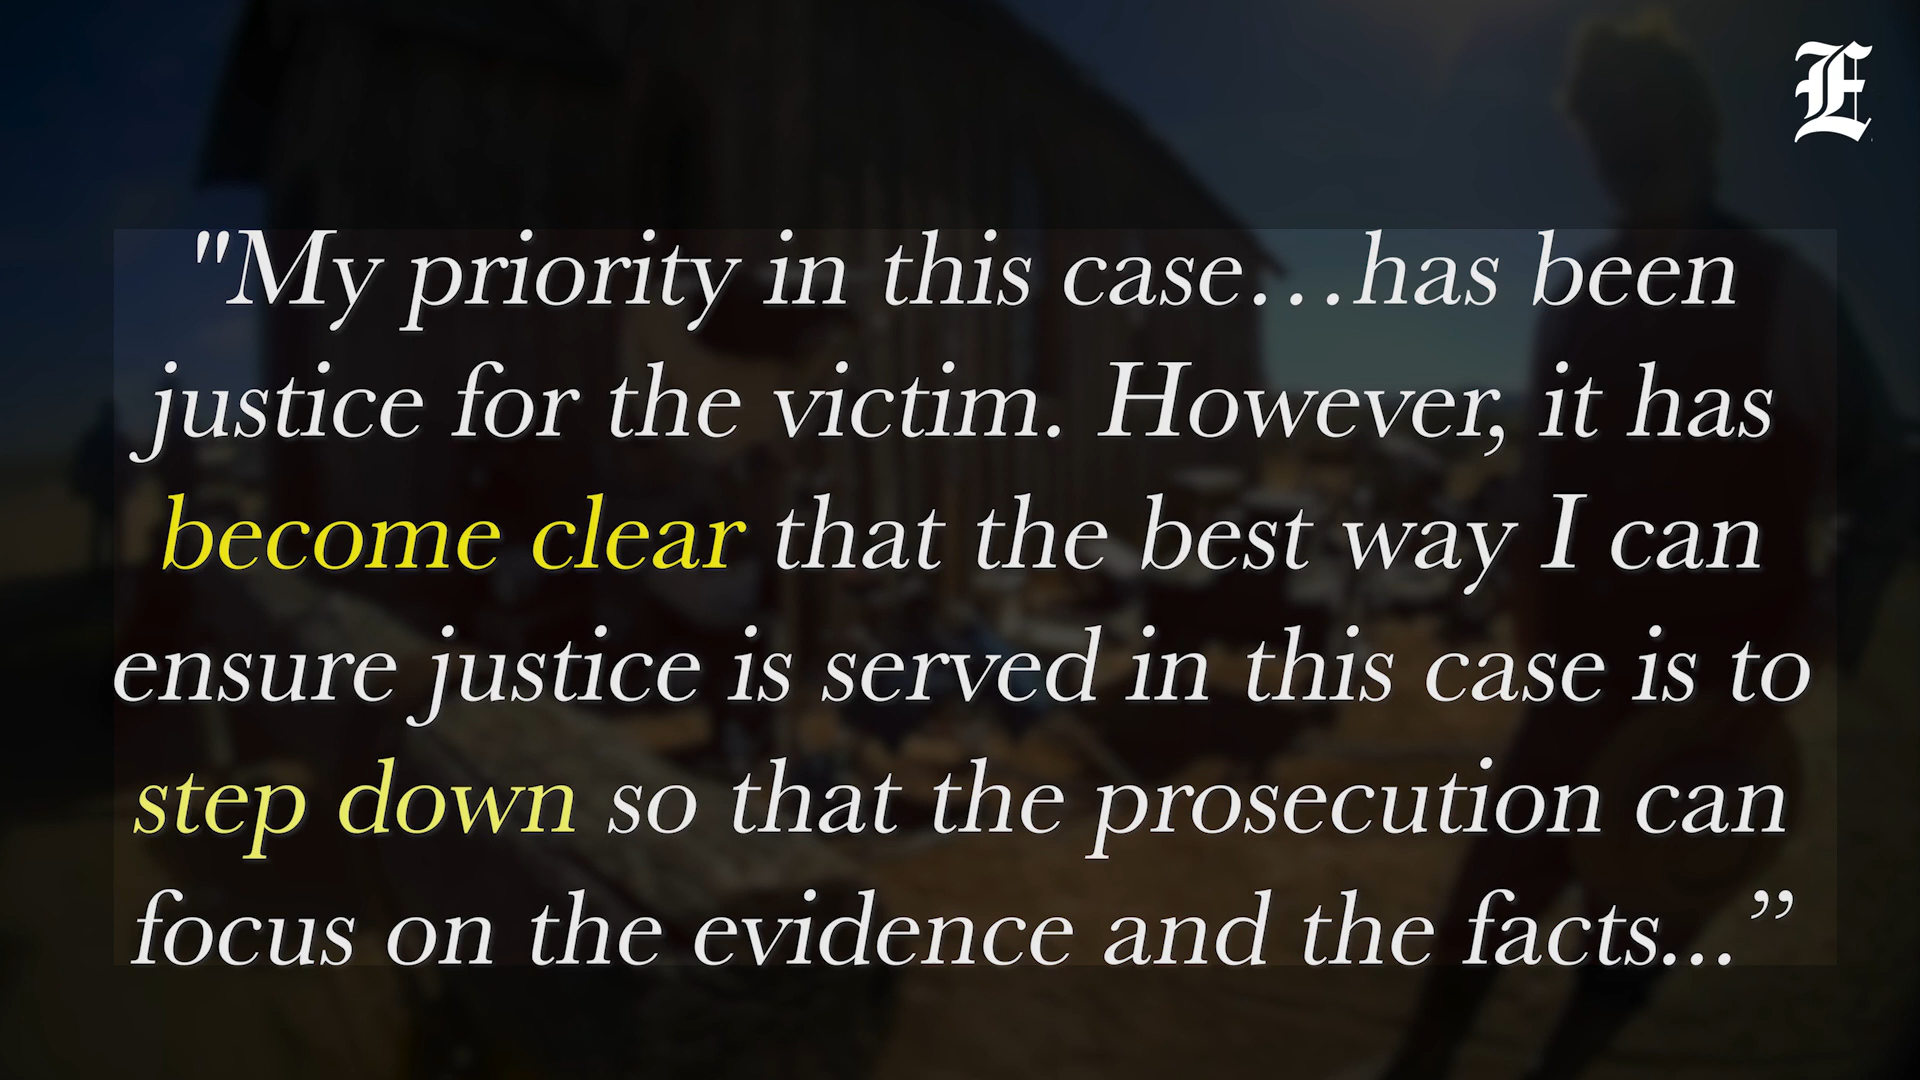 E
"My priority in this case…has been
justice for the victim. However, it has
become clear that the best way I can
ensure justice is served in this case is to
step down so that the prosecution can
focus on the evidence and the facts...”